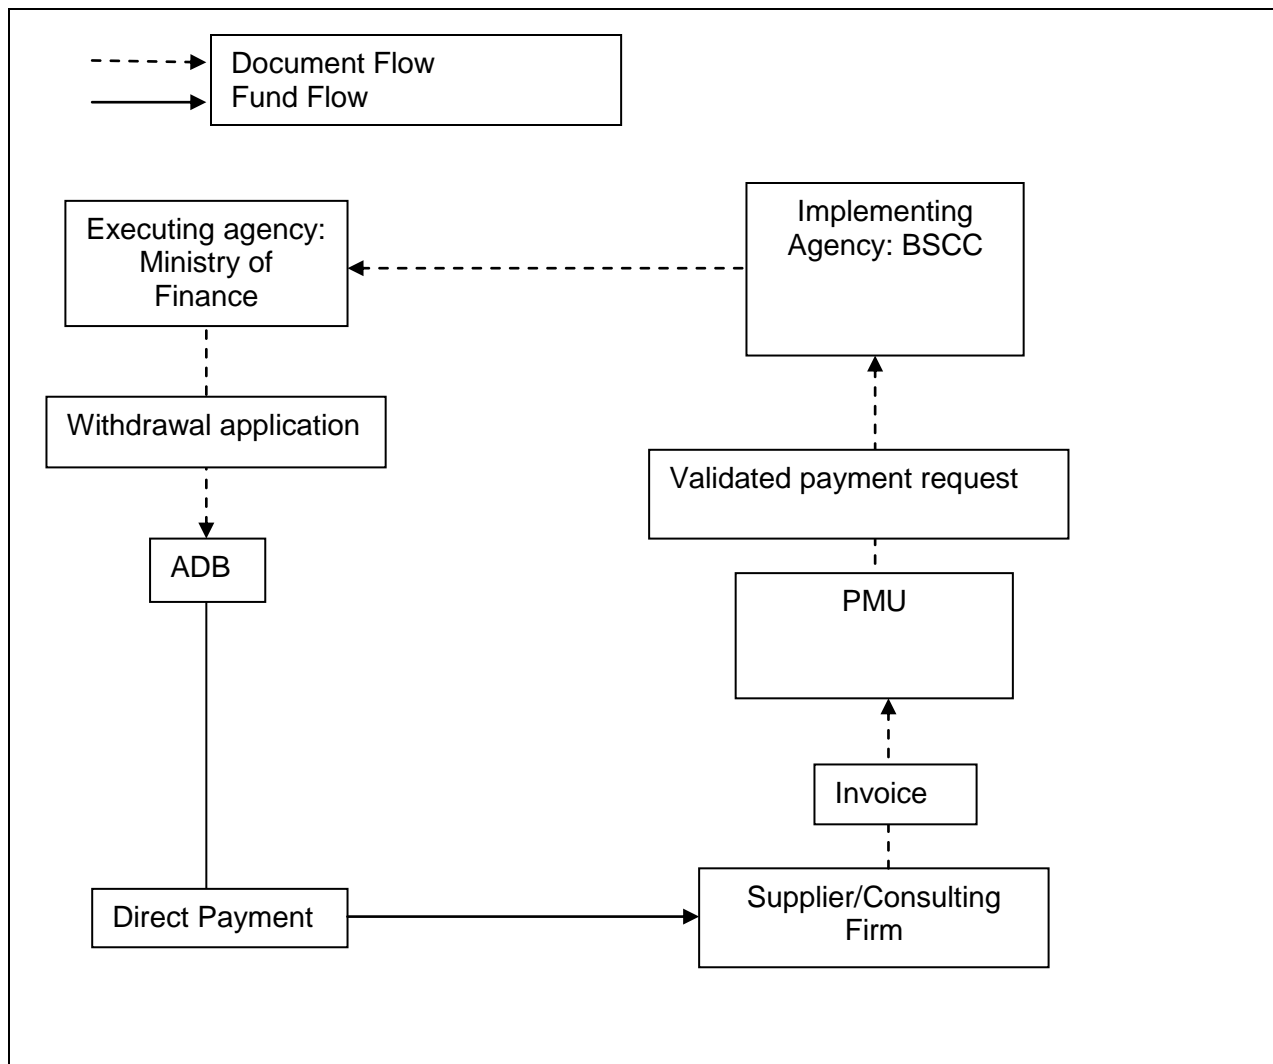 Document Flow
Fund Flow
Executing agency:
Ministry of
Finance
Implementing
Agency: BSCC
Withdrawal application
Validated payment request
ADB
PMU
Invoice
Direct Payment
Supplier/Consulting
Firm